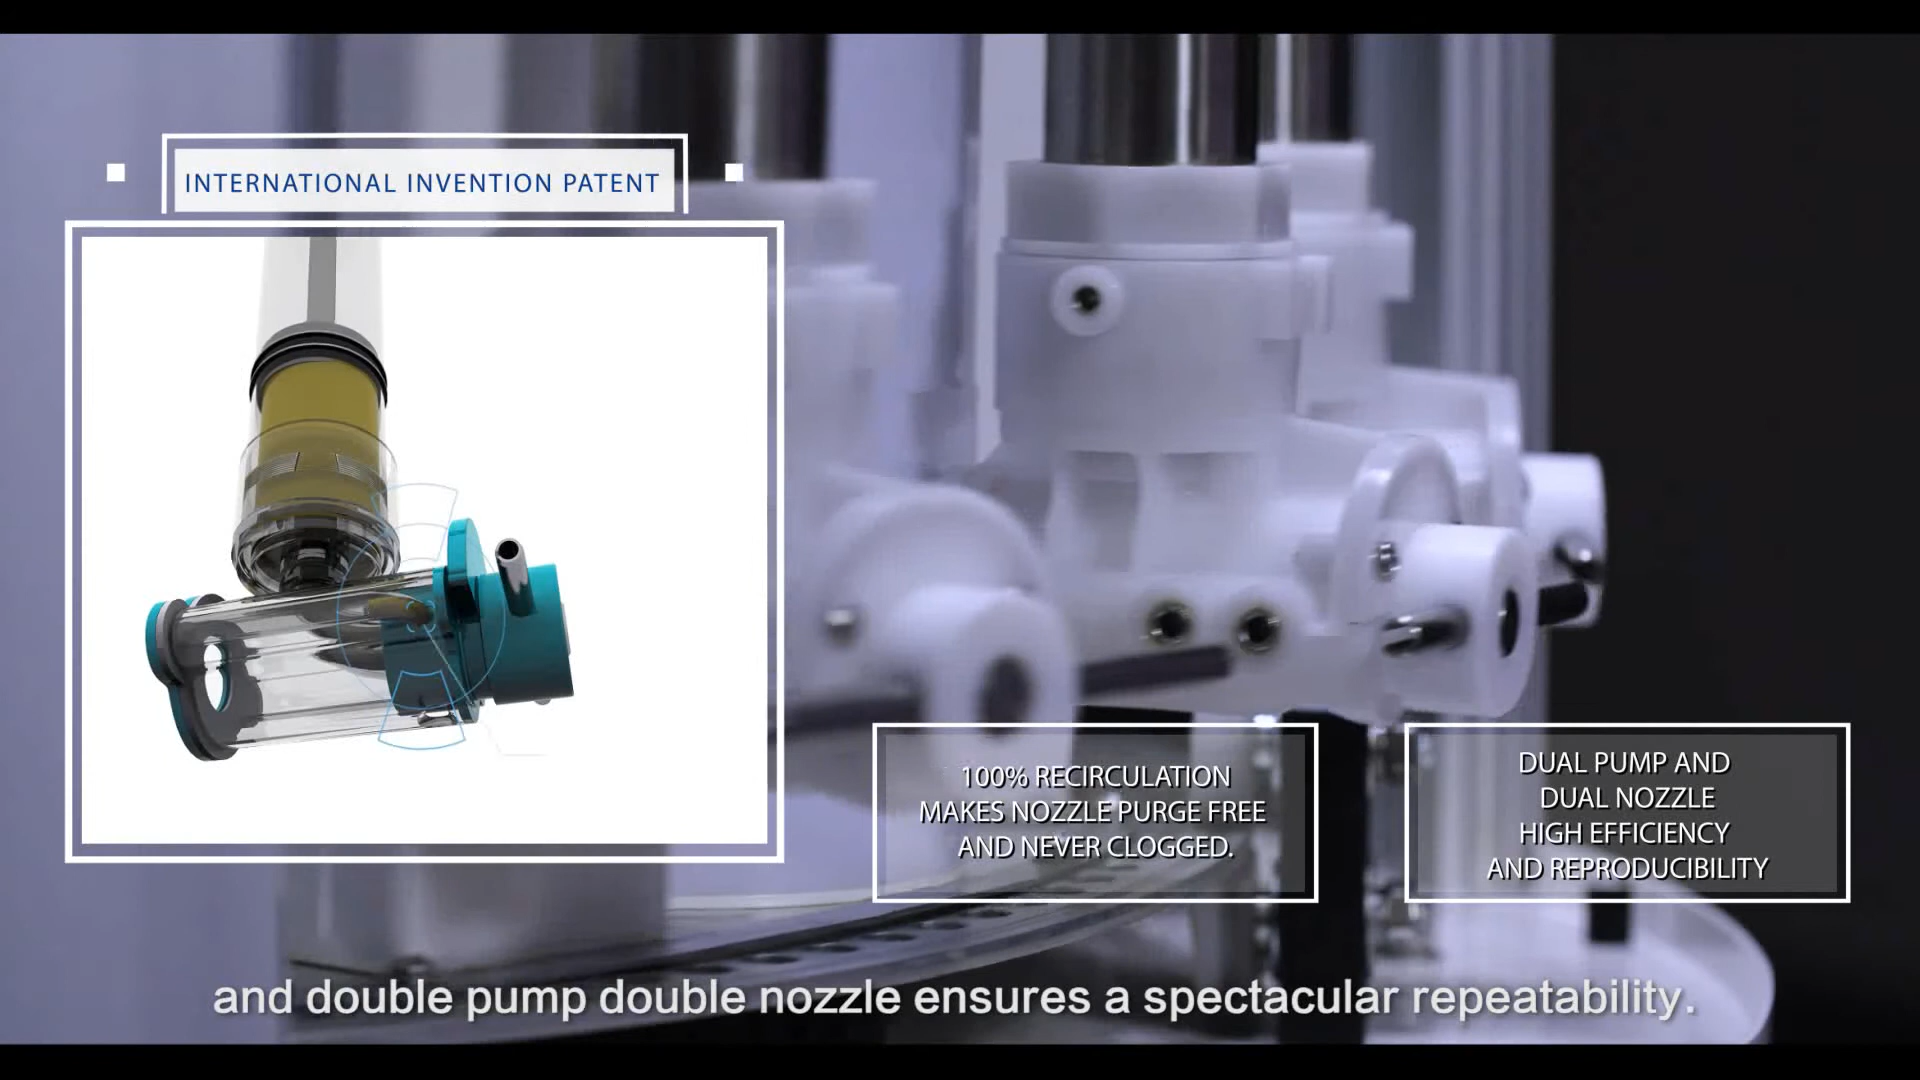 INTERNATIONAL INVENTION PATENT
100% RECIRCULATION
MAKES NOZZLE PURGE FREE
AND NEVER CLOGGED.
DUAL PUMP AND
DUAL NOZZLE
HIGH EFFICIENCY
AND REPRODUCIBILITY
and double pump double nozzle ensures a spectacular repeatability.